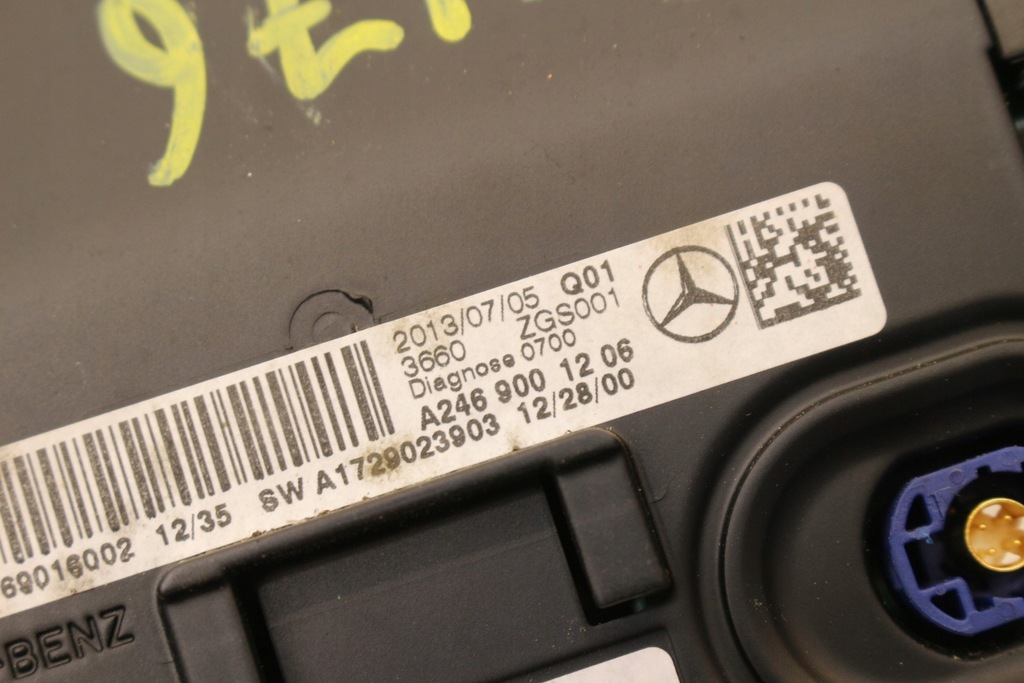 2013/07/05 Q01
3660 ZGS001
Diagnose 0700
A246 900 12 06
SW A1729023903 12/28/00
69016002 12/35
-BENZ